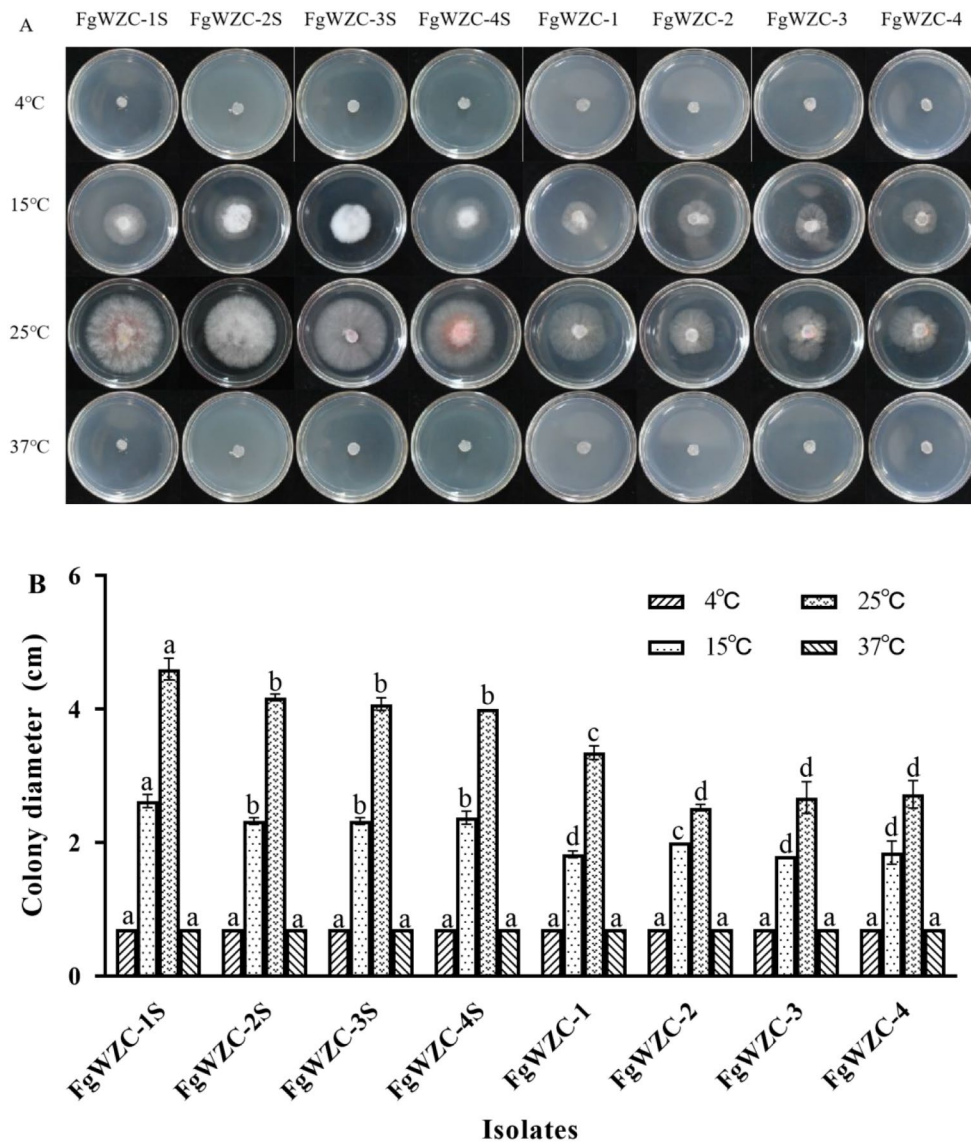 A
FgWZC-1S FgWZC-2S FgWZC-3S FgWZC-4S FgWZC-1 FgWZC-2 FgWZC-3 FgWZC-4
4℃
15℃
25℃
37℃
B
6
4
2
0
Colony diameter (cm)
4℃ 25℃
15℃ 37℃
a a a a
a b b a
a b b a
a b b a
a d c a
a c d a
a d d a
a d d a
FgWZC-1S FgWZC-2S FgWZC-3S FgWZC-4S FgWZC-1 FgWZC-2 FgWZC-3 FgWZC-4
Isolates